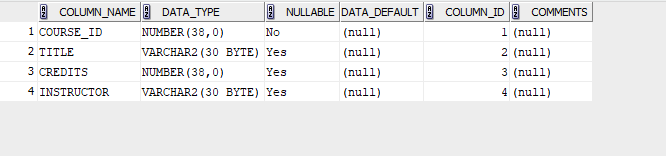 COLUMN_NAME DATA_TYPE NULLABLE DATA_DEFAULT COLUMN_ID COMMENTS
1 COURSE_ID NUMBER(38,0) No (null) 1 (null)
2 TITLE VARCHAR2(30 BYTE) Yes (null) 2 (null)
3 CREDITS NUMBER(38,0) Yes (null) 3 (null)
4 INSTRUCTOR VARCHAR2(30 BYTE) Yes (null) 4 (null)